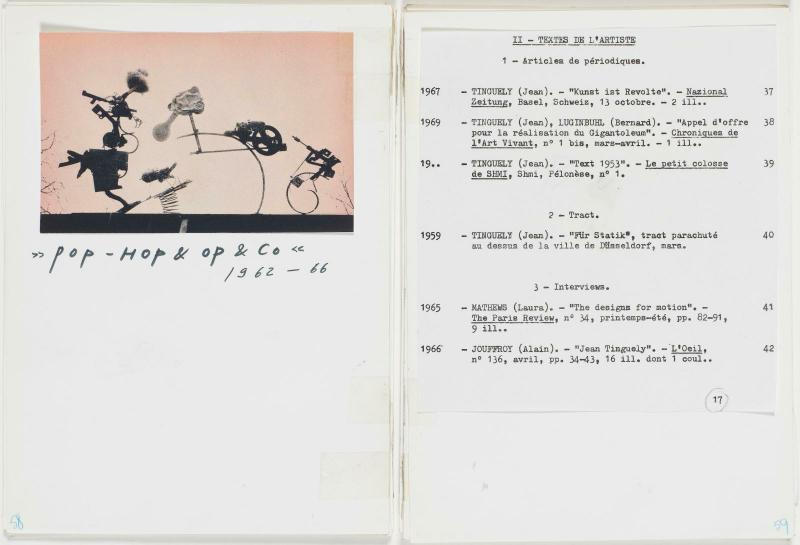 »POP-HOP & OP & CO«
1962-66
58
II - TEXTES DE L'ARTISTE
1 - Articles de périodiques.
1967 - TINGUELY (Jean). - "Kunst ist Revolte". - Nazional 37
Zeitung, Basel, Schweiz, 13 octobre. - 2 ill..
1969 - TINGUELY (Jean), LUGINBUHL (Bernard). - "Appel d'offre 38
pour la réalisation du Gigantoleum". - Chroniques de
l'Art Vivant, n° 1 bis, mars-avril. - 1 ill..
19.. - TINGUELY (Jean). - "Text 1953". - Le petit colosse 39
de SHMI, Shmi, Pélonèse, n° 1.
2 - Tract.
1959 - TINGUELY (Jean). - "Für Statik", tract parachuté 40
au dessus de la ville de Düsseldorf, mars.
3 - Interviews.
1965 - MATHEWS (Laura). - "The designs for motion". - 41
The Paris Review, n° 34, printemps-été, pp. 82-91,
9 ill..
1966 - JOUFFROY (Alain). - "Jean Tinguely". - L'Oeil, 42
n° 136, avril, pp. 34-43, 16 ill. dont 1 coul..
17
59